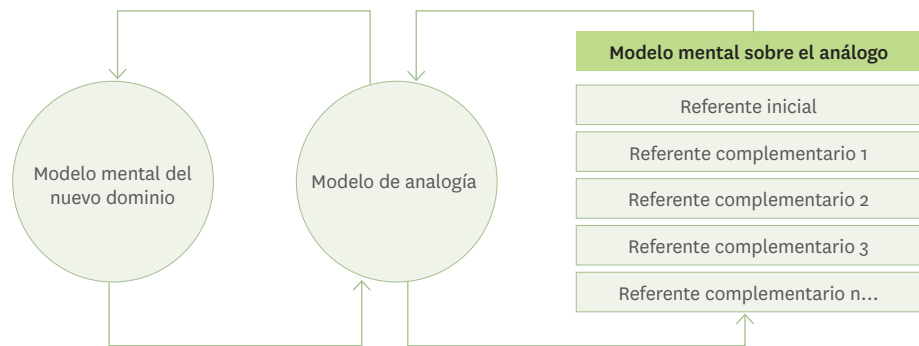 Modelo mental del
nuevo dominio
Modelo de analogía
Modelo mental sobre el análogo
Referente inicial
Referente complementario 1
Referente complementario 2
Referente complementario 3
Referente complementario n...